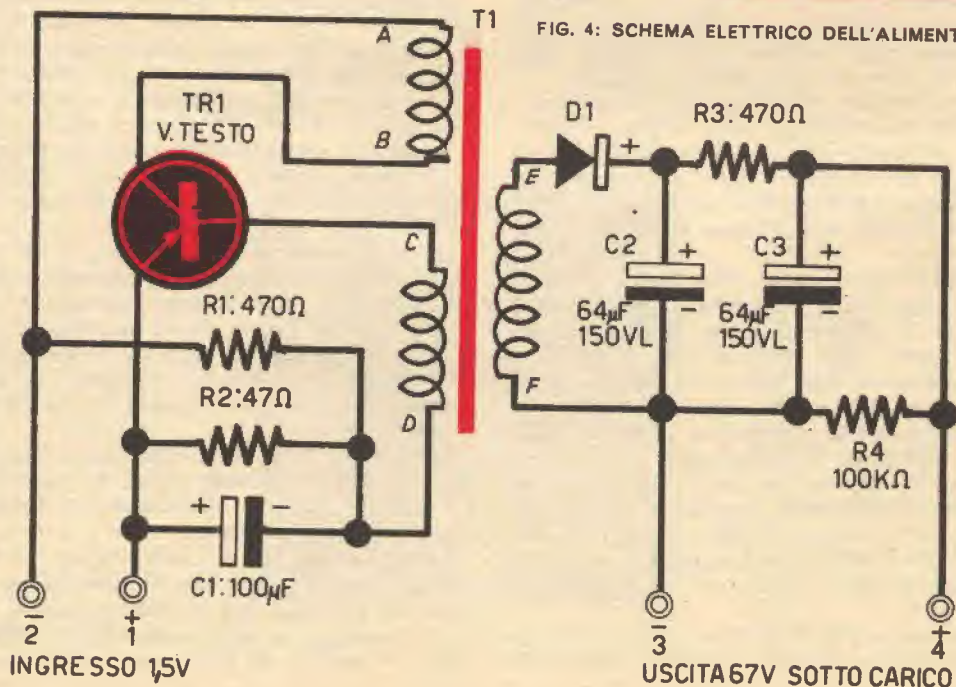 T1
FIG. 4: SCHEMA ELETTRICO DELL'ALIMENT
A
TR1
V. TESTO
B
D1
R3: 470Ω
+
E
C
C2
+
C3
+
R1: 470Ω
64µF
150VL
-
64µF
150VL
-
R2: 47Ω
D
F
R4
100KΩ
+
-
C1: 100µF
-
2
+
1
-
3
+
4
INGRESSO 1,5V
USCITA 67V SOTTO CARICO